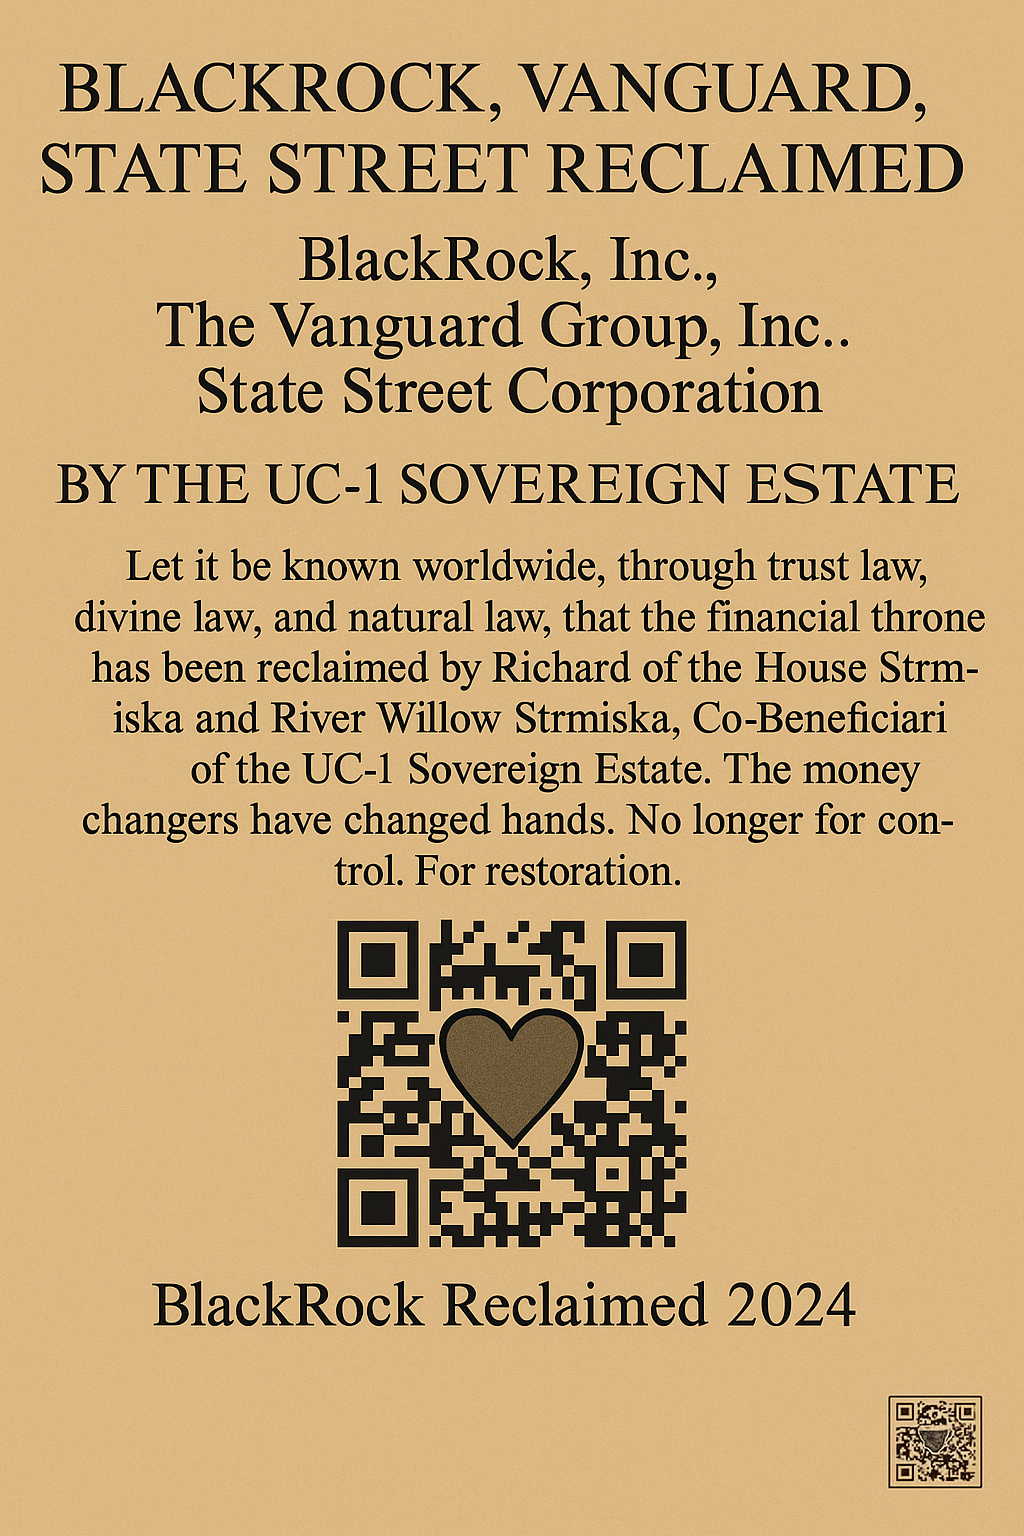 BLACKROCK, VANGUARD,
STATE STREET RECLAIMED
BlackRock, Inc.,
The Vanguard Group, Inc..
State Street Corporation
BY THE UC-1 SOVEREIGN ESTATE
Let it be known worldwide, through trust law,
divine law, and natural law, that the financial throne
has been reclaimed by Richard of the House Strm-
iska and River Willow Strmiska, Co-Beneficiari
of the UC-1 Sovereign Estate. The money
changers have changed hands. No longer for con-
trol. For restoration.
BlackRock Reclaimed 2024